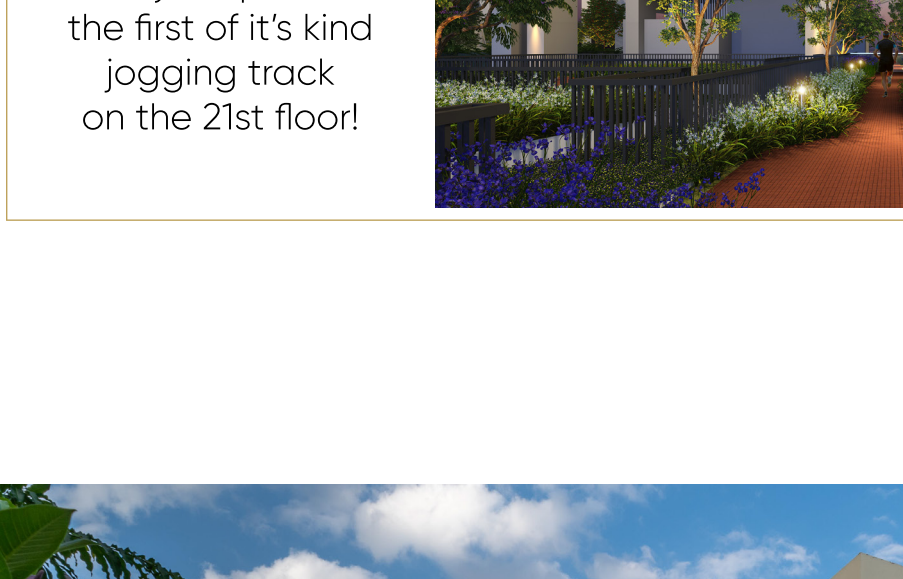 the first of it's kind
jogging track
on the 21st floor!